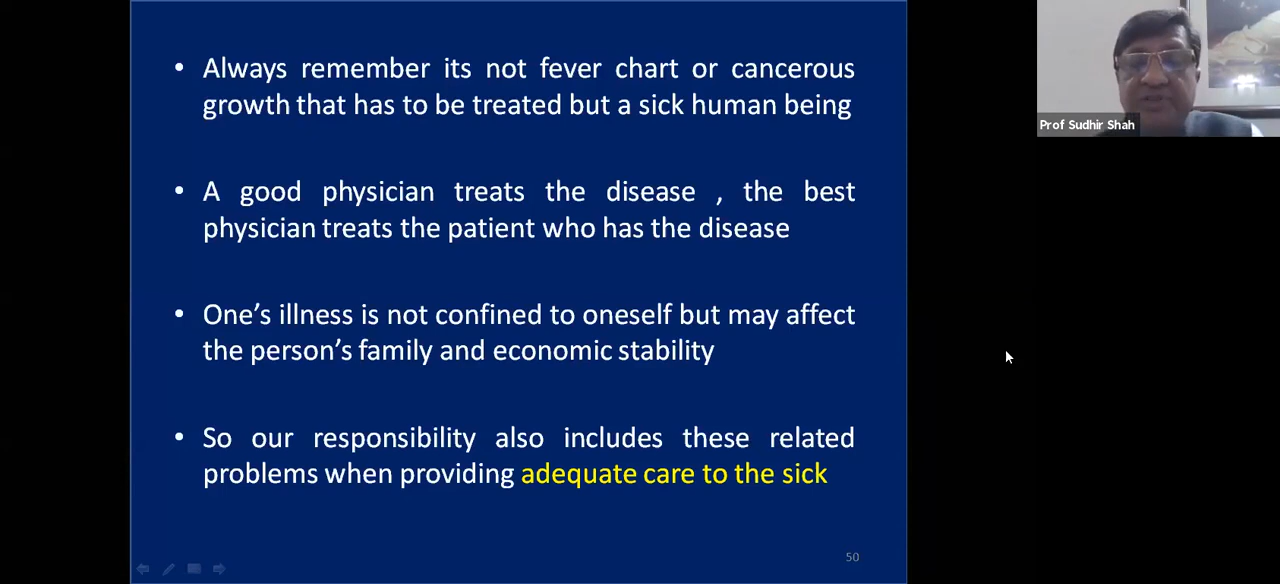 • Always remember its not fever chart or cancerous
growth that has to be treated but a sick human being
• A good physician treats the disease , the best
physician treats the patient who has the disease
• One’s illness is not confined to oneself but may affect
the person’s family and economic stability
• So our responsibility also includes these related
problems when providing adequate care to the sick
50
Prof Sudhir Shah